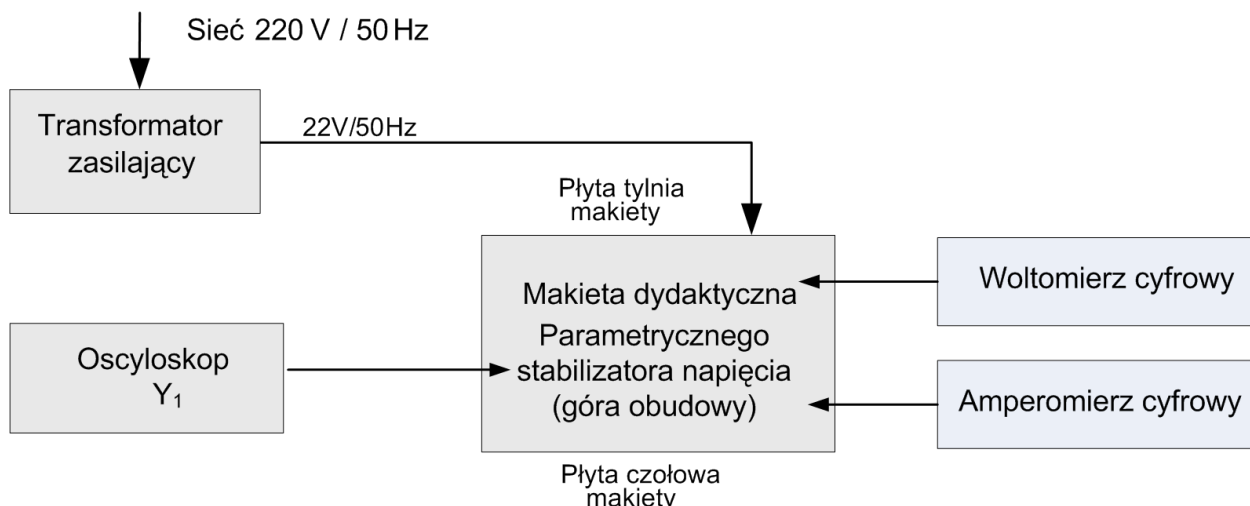 Sieć 220 V / 50 Hz
Transformator
zasilający
22V/50Hz
Płyta tylnia
makiety
Makieta dydaktyczna
Parametrycznego
stabilizatora napięcia
(góra obudowy)
Woltomierz cyfrowy
Oscyloskop
Y₁
Amperomierz cyfrowy
Płyta czołowa
makiety